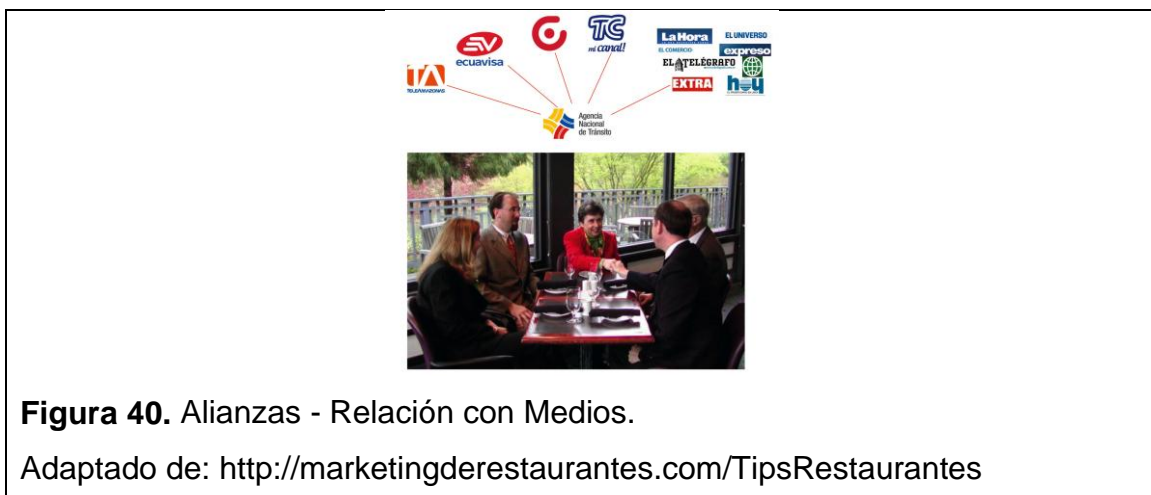 TC
mi canal!
ecuavisa
TA
TELEAMAZONAS
La Hora
EL UNIVERSO
EL COMERCIO
expreso
EL TELÉGRAFO
EXTRA
hoy
Agencia
Nacional
de Tránsito
Figura 40. Alianzas - Relación con Medios.
Adaptado de: http://marketingderestaurantes.com/TipsRestaurantes